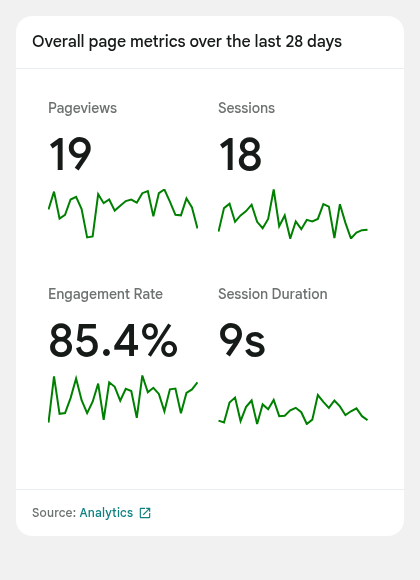 Overall page metrics over the last 28 days
Pageviews
19
Sessions
18
Engagement Rate
85.4%
Session Duration
9s
Source: Analytics